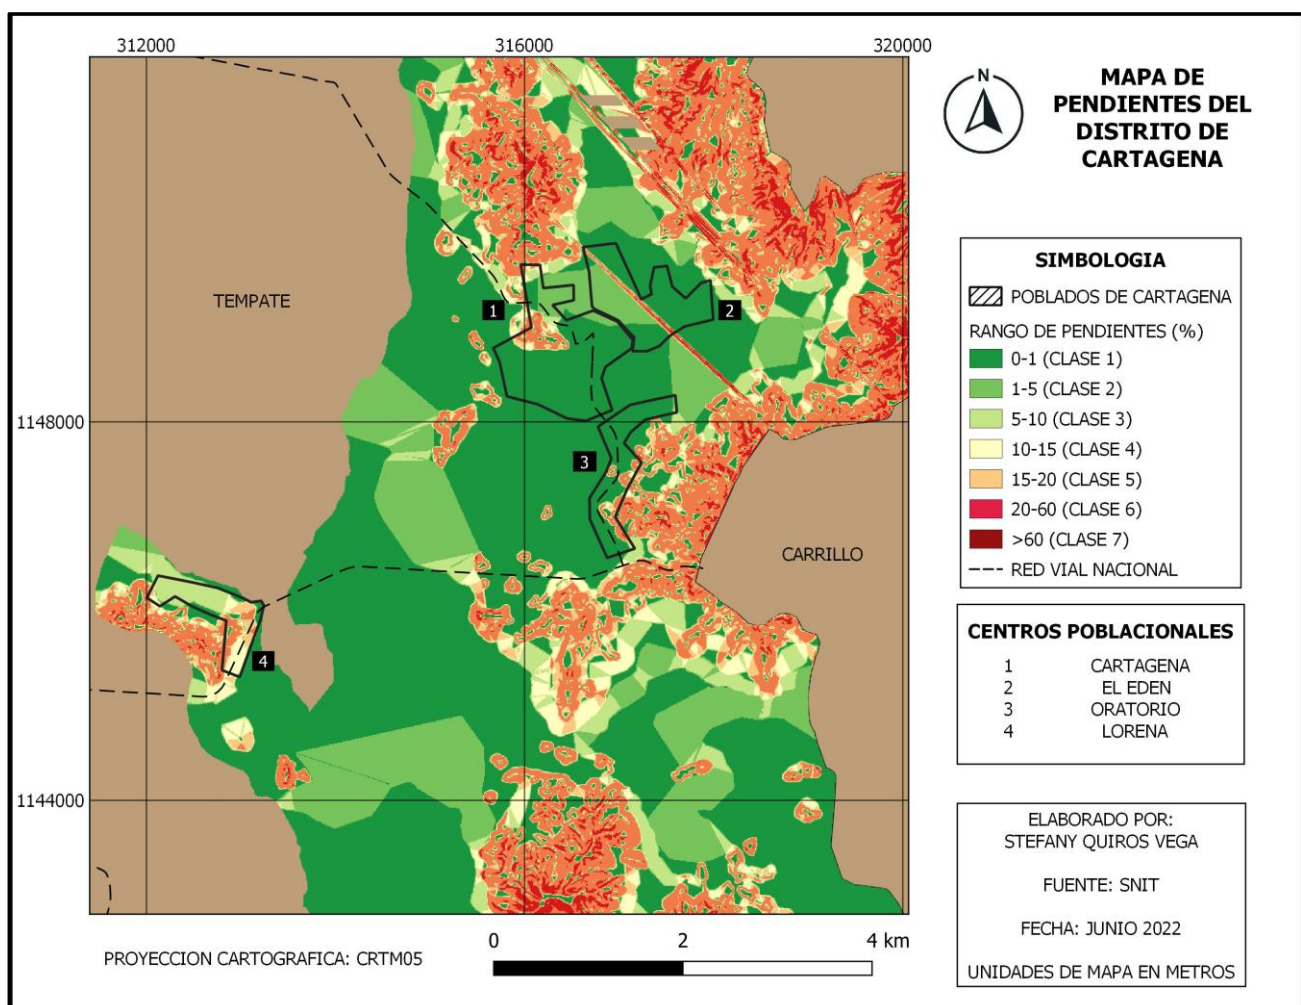 312000
316000
320000
1148000
1144000
TEMPATE
CARRILLO
1
2
3
4
N
MAPA DE
PENDIENTES DEL
DISTRITO DE
CARTAGENA
SIMBOLOGIA
POBLADOS DE CARTAGENA
RANGO DE PENDIENTES (%)
0-1 (CLASE 1)
1-5 (CLASE 2)
5-10 (CLASE 3)
10-15 (CLASE 4)
15-20 (CLASE 5)
20-60 (CLASE 6)
>60 (CLASE 7)
RED VIAL NACIONAL
CENTROS POBLACIONALES
1 CARTAGENA
2 EL EDEN
3 ORATORIO
4 LORENA
ELABORADO POR:
STEFANY QUIROS VEGA
FUENTE: SNIT
FECHA: JUNIO 2022
UNIDADES DE MAPA EN METROS
PROYECCION CARTOGRAFICA: CRTM05
0 2 4 km